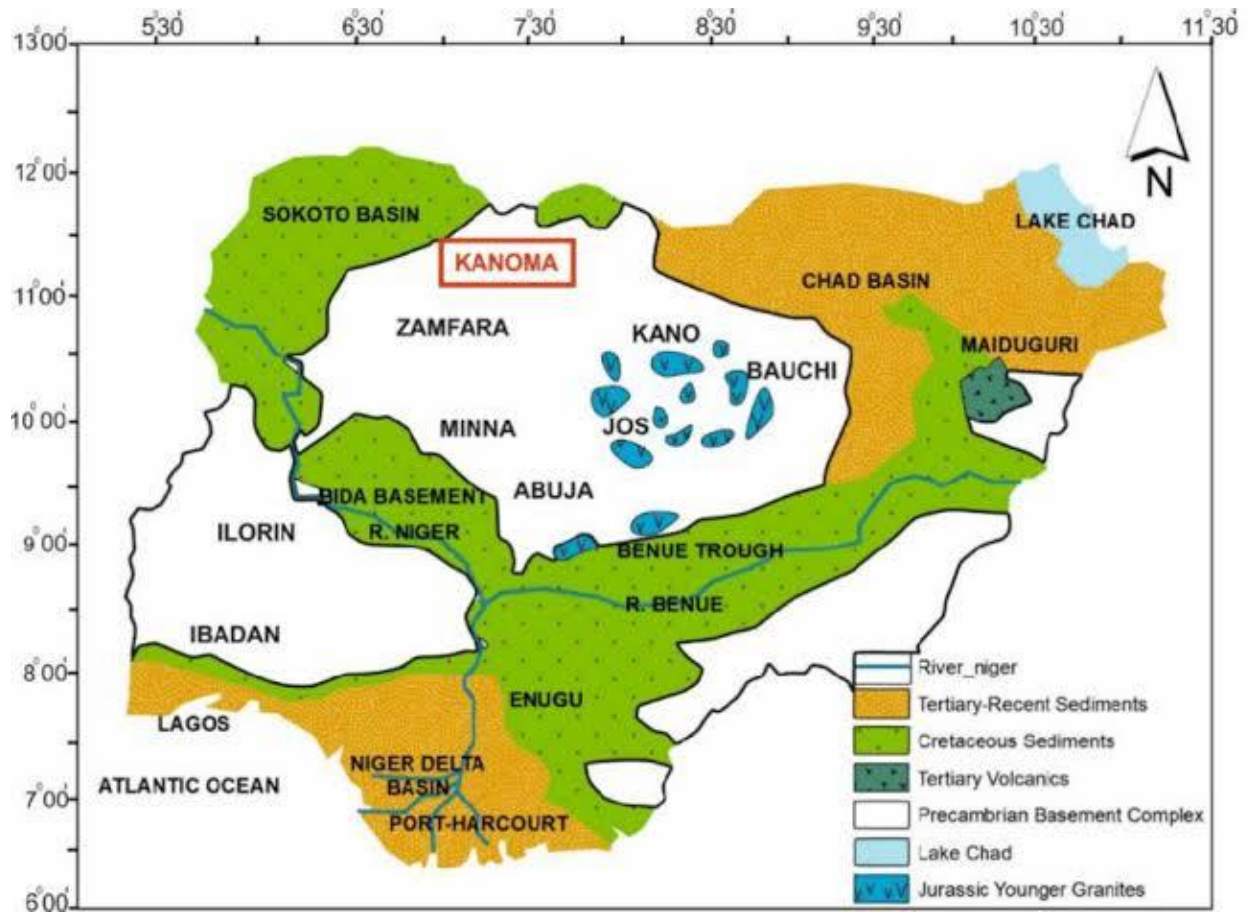 5°30' 6°30' 7°30' 8°30' 9°30' 10°30' 11°30'
13°00'
12°00'
SOKOTO BASIN
LAKE CHAD
N
KANOMA
CHAD BASIN
11°00'
ZAMFARA
KANO
MAIDUGURI
BAUCHI
10°00'
MINNA
JOS
ABUJA
BIDA BASEMENT
ILORIN
R. NIGER
9°00'
BENUE TROUGH
R. BENUE
IBADAN
8°00'
ENUGU
LAGOS
NIGER DELTA
BASIN
ATLANTIC OCEAN
7°00'
PORT-HARCOURT
6°00'
River_niger
Tertiary-Recent Sediments
Cretaceous Sediments
Tertiary Volcanics
Precambrian Basement Complex
Lake Chad
Jurassic Younger Granites